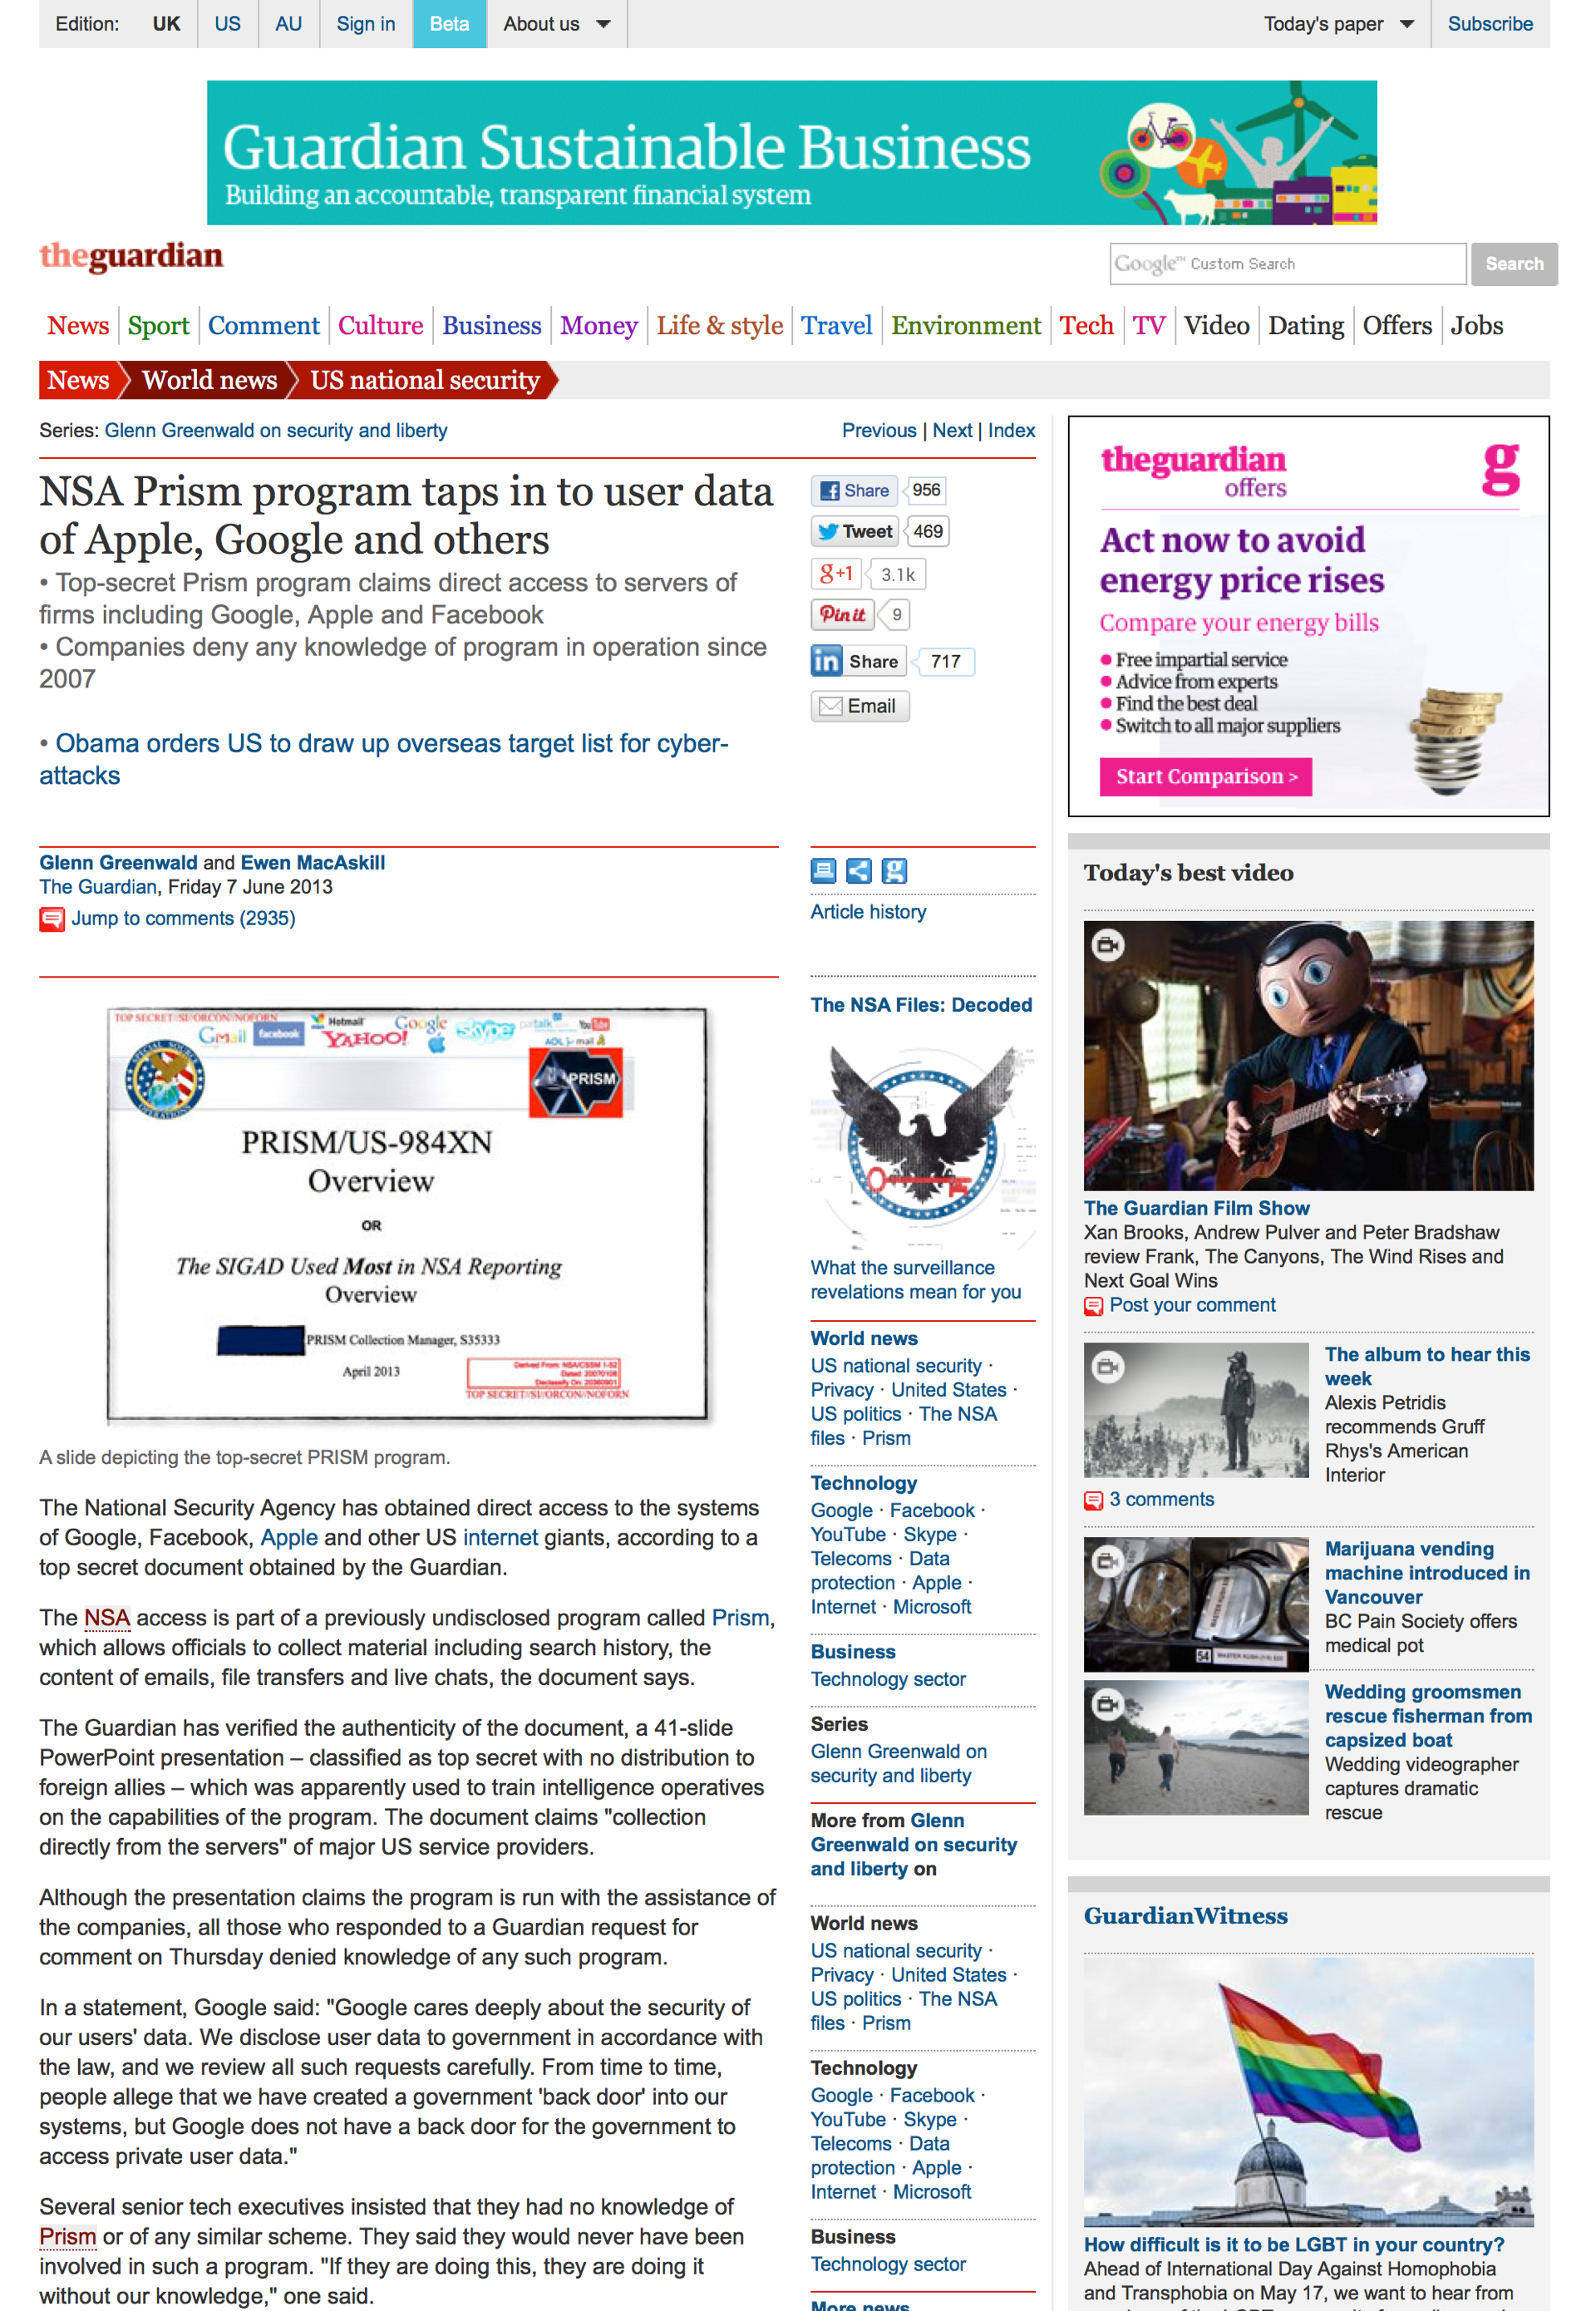 Edition: UK US AU Sign in Beta About us Today's paper Subscribe
Guardian Sustainable Business
Building an accountable, transparent financial system
theguardian
Google™ Custom Search Search
News Sport Comment Culture Business Money Life & style Travel Environment Tech TV Video Dating Offers Jobs
News World news US national security
Series: Glenn Greenwald on security and liberty
Previous | Next | Index
NSA Prism program taps in to user data
of Apple, Google and others
• Top-secret Prism program claims direct access to servers of
firms including Google, Apple and Facebook
• Companies deny any knowledge of program in operation since
2007
• Obama orders US to draw up overseas target list for cyber-
attacks
Share 956
Tweet 469
g+1 3.1k
Pin it 9
in Share 717
Email
Glenn Greenwald and Ewen MacAskill
The Guardian, Friday 7 June 2013
Jump to comments (2935)
Article history
TOP SECRET//SI//ORCON//NOFORN
Gmail facebook Hotmail YAHOO! Google skype paltalk YouTube
AOL mail
SPECIAL SOURCE OPERATIONS
PRISM
PRISM/US-984XN
Overview
OR
The SIGAD Used Most in NSA Reporting
Overview
PRISM Collection Manager, S35333
April 2013
Derived From: NSA/CSSM 1-52
Dated: 20070108
Declassify On: 20360901
TOP SECRET//SI//ORCON//NOFORN
A slide depicting the top-secret PRISM program.
The National Security Agency has obtained direct access to the systems
of Google, Facebook, Apple and other US internet giants, according to a
top secret document obtained by the Guardian.
The NSA access is part of a previously undisclosed program called Prism,
which allows officials to collect material including search history, the
content of emails, file transfers and live chats, the document says.
The Guardian has verified the authenticity of the document, a 41-slide
PowerPoint presentation – classified as top secret with no distribution to
foreign allies – which was apparently used to train intelligence operatives
on the capabilities of the program. The document claims "collection
directly from the servers" of major US service providers.
Although the presentation claims the program is run with the assistance of
the companies, all those who responded to a Guardian request for
comment on Thursday denied knowledge of any such program.
In a statement, Google said: "Google cares deeply about the security of
our users' data. We disclose user data to government in accordance with
the law, and we review all such requests carefully. From time to time,
people allege that we have created a government 'back door' into our
systems, but Google does not have a back door for the government to
access private user data."
Several senior tech executives insisted that they had no knowledge of
Prism or of any similar scheme. They said they would never have been
involved in such a program. "If they are doing this, they are doing it
without our knowledge," one said.
The NSA Files: Decoded
What the surveillance
revelations mean for you
World news
US national security ·
Privacy · United States ·
US politics · The NSA
files · Prism
Technology
Google · Facebook ·
YouTube · Skype ·
Telecoms · Data
protection · Apple ·
Internet · Microsoft
Business
Technology sector
Series
Glenn Greenwald on
security and liberty
More from Glenn
Greenwald on security
and liberty on
World news
US national security ·
Privacy · United States ·
US politics · The NSA
files · Prism
Technology
Google · Facebook ·
YouTube · Skype ·
Telecoms · Data
protection · Apple ·
Internet · Microsoft
Business
Technology sector
More news
theguardian g
offers
Act now to avoid
energy price rises
Compare your energy bills
Free impartial service
Advice from experts
Find the best deal
Switch to all major suppliers
Start Comparison >
Today's best video
The Guardian Film Show
Xan Brooks, Andrew Pulver and Peter Bradshaw
review Frank, The Canyons, The Wind Rises and
Next Goal Wins
Post your comment
The album to hear this
week
Alexis Petridis
recommends Gruff
Rhys's American
Interior
3 comments
54
Marijuana vending
machine introduced in
Vancouver
BC Pain Society offers
medical pot
Wedding groomsmen
rescue fisherman from
capsized boat
Wedding videographer
captures dramatic
rescue
GuardianWitness
How difficult is it to be LGBT in your country?
Ahead of International Day Against Homophobia
and Transphobia on May 17, we want to hear from